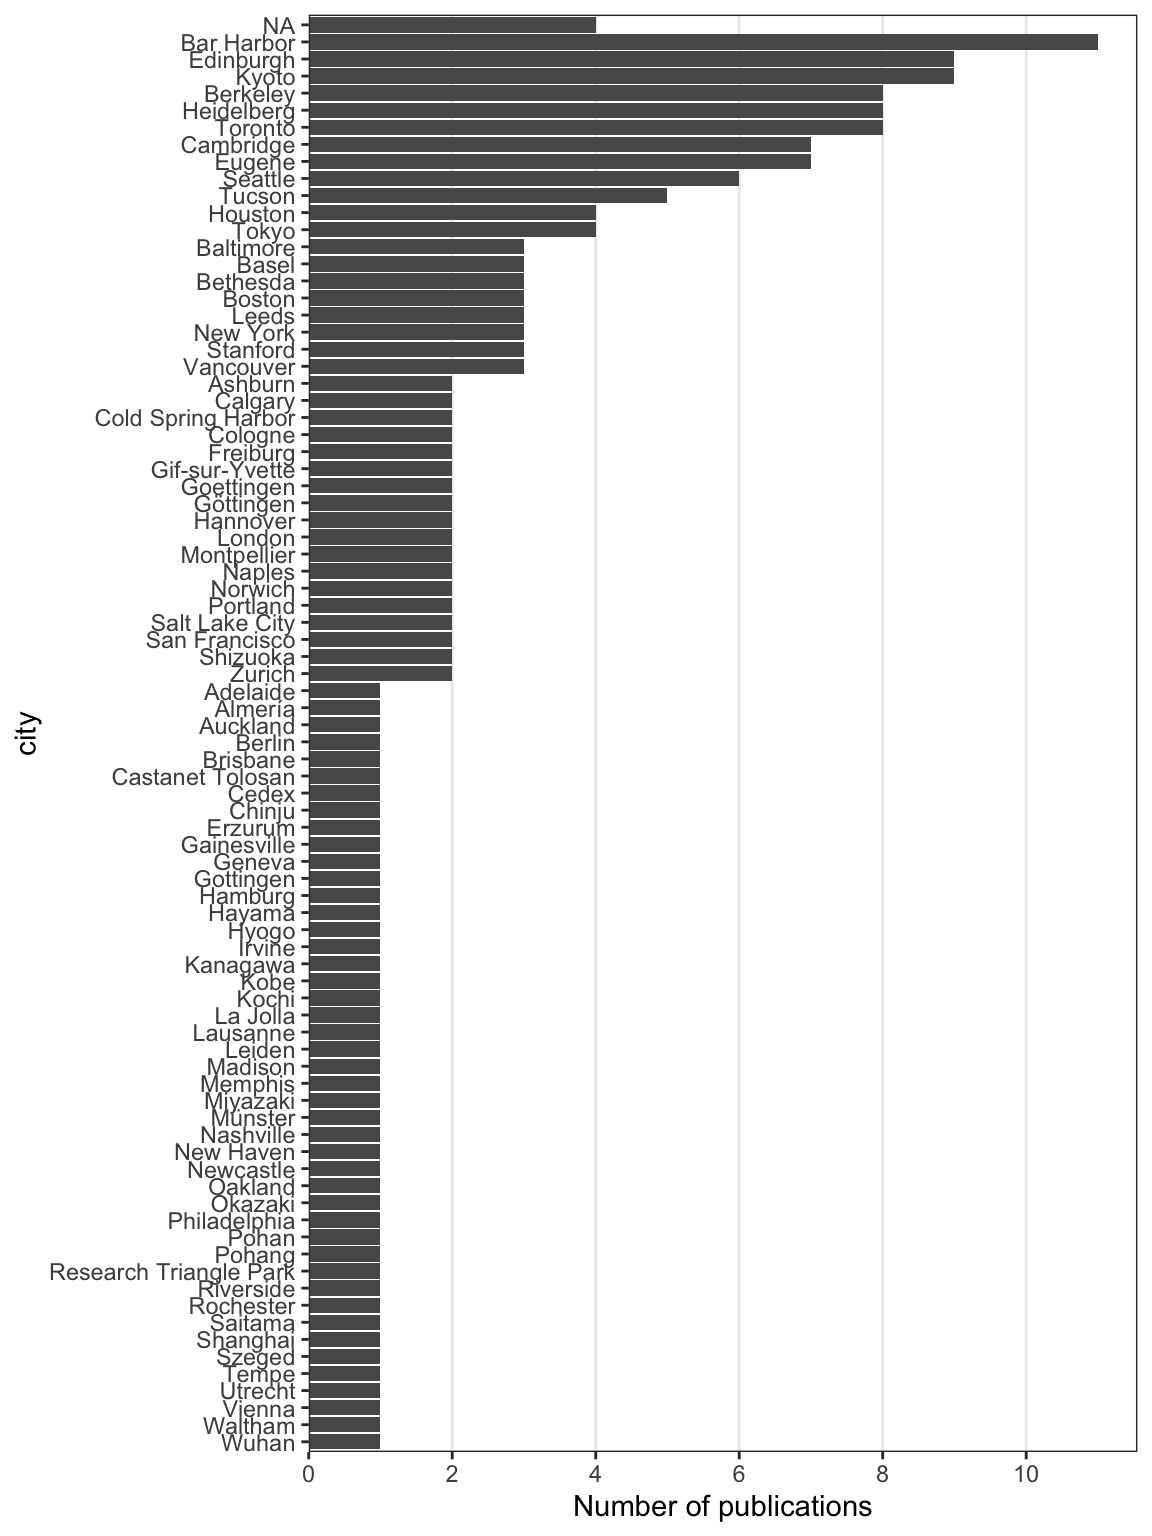 NA
Bar Harbor
Edinburgh
Kyoto
Berkeley
Heidelberg
Toronto
Cambridge
Eugene
Seattle
Tucson
Houston
Tokyo
Baltimore
Basel
Bethesda
Boston
Leeds
New York
Stanford
Vancouver
Ashburn
Calgary
Cold Spring Harbor
Cologne
Freiburg
Gif-sur-Yvette
Goettingen
Göttingen
Hannover
London
Montpellier
Naples
Norwich
Portland
Salt Lake City
San Francisco
Shizuoka
Zurich
Adelaide
Almería
Auckland
Berlin
Brisbane
Castanet Tolosan
Cedex
Chinju
Erzurum
Gainesville
Geneva
Gottingen
Hamburg
Hayama
Hyogo
Irvine
Kanagawa
Kobe
Kochi
La Jolla
Lausanne
Leiden
Madison
Memphis
Miyazaki
Münster
Nashville
New Haven
Newcastle
Oakland
Okazaki
Philadelphia
Pohan
Pohang
Research Triangle Park
Riverside
Rochester
Saitama
Shanghai
Szeged
Tempe
Utrecht
Vienna
Waltham
Wuhan
city
0 2 4 6 8 10
Number of publications